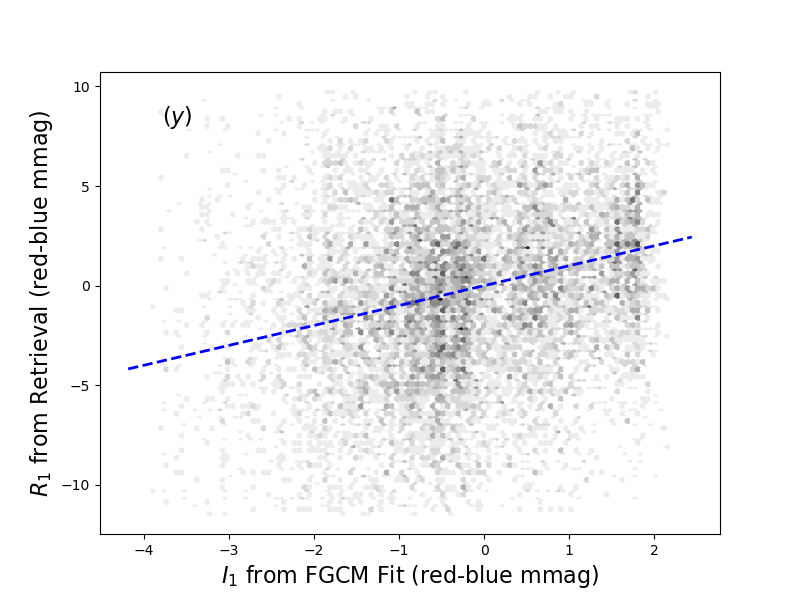 (y)
10
5
0
−5
−10
R₁ from Retrieval (red-blue mmag)
−4 −3 −2 −1 0 1 2
I₁ from FGCM Fit (red-blue mmag)